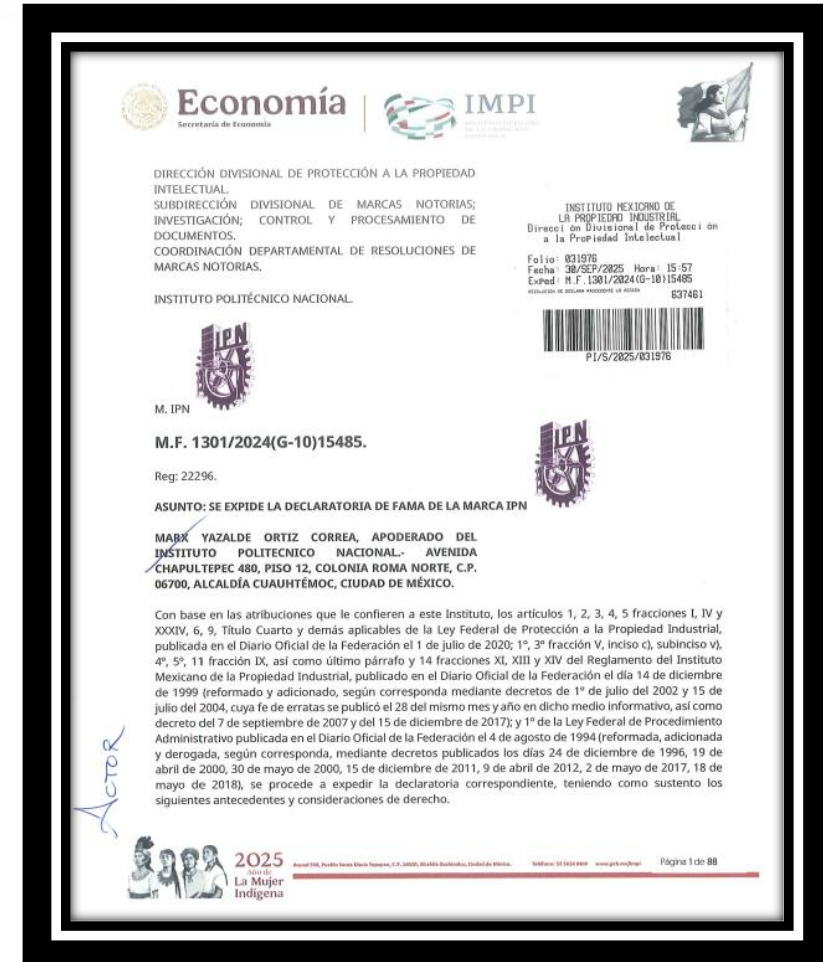 Economía
Secretaría de Economía
IMPI
DIRECCIÓN DIVISIONAL DE PROTECCIÓN A LA PROPIEDAD
INTELECTUAL.
SUBDIRECCIÓN DIVISIONAL DE MARCAS NOTORIAS;
INVESTIGACIÓN; CONTROL Y PROCESAMIENTO DE
DOCUMENTOS.
COORDINACIÓN DEPARTAMENTAL DE RESOLUCIONES DE
MARCAS NOTORIAS.
INSTITUTO POLITÉCNICO NACIONAL.
INSTITUTO MEXICANO DE
LA PROPIEDAD INDUSTRIAL
Dirección Divisional de Protección
a la Propiedad Intelectual
Folio: 031976
Fecha: 30/SEP/2025 Hora: 15:57
Exped: M.F.1301/2024(G-10)15485
637461
PI/S/2025/031976
IPN
M. IPN
M.F. 1301/2024(G-10)15485.
IPN
Reg: 22296.
ASUNTO: SE EXPIDE LA DECLARATORIA DE FAMA DE LA MARCA IPN
MARX YAZALDE ORTIZ CORREA, APODERADO DEL
INSTITUTO POLITECNICO NACIONAL.- AVENIDA
CHAPULTEPEC 480, PISO 12, COLONIA ROMA NORTE, C.P.
06700, ALCALDÍA CUAUHTÉMOC, CIUDAD DE MÉXICO.
Con base en las atribuciones que le confieren a este Instituto, los artículos 1, 2, 3, 4, 5 fracciones I, IV y
XXXIV, 6, 9, Título Cuarto y demás aplicables de la Ley Federal de Protección a la Propiedad Industrial,
publicada en el Diario Oficial de la Federación el 1 de julio de 2020; 1°, 3° fracción V, inciso c), subinciso v),
4°, 5°, 11 fracción IX, así como último párrafo y 14 fracciones XI, XIII y XIV del Reglamento del Instituto
Mexicano de la Propiedad Industrial, publicado en el Diario Oficial de la Federación el día 14 de diciembre
de 1999 (reformado y adicionado, según corresponda mediante decretos de 1° de julio del 2002 y 15 de
julio del 2004, cuya fe de erratas se publicó el 28 del mismo mes y año en dicho medio informativo, así como
decreto del 7 de septiembre de 2007 y del 15 de diciembre de 2017); y 1° de la Ley Federal de Procedimiento
Administrativo publicada en el Diario Oficial de la Federación el 4 de agosto de 1994 (reformada, adicionada
y derogada, según corresponda, mediante decretos publicados los días 24 de diciembre de 1996, 19 de
abril de 2000, 30 de mayo de 2000, 15 de diciembre de 2011, 9 de abril de 2012, 2 de mayo de 2017, 18 de
mayo de 2018), se procede a expedir la declaratoria correspondiente, teniendo como sustento los
siguientes antecedentes y consideraciones de derecho.
ACTOR
2025
Año de
La Mujer
Indígena
Página 1 de 88